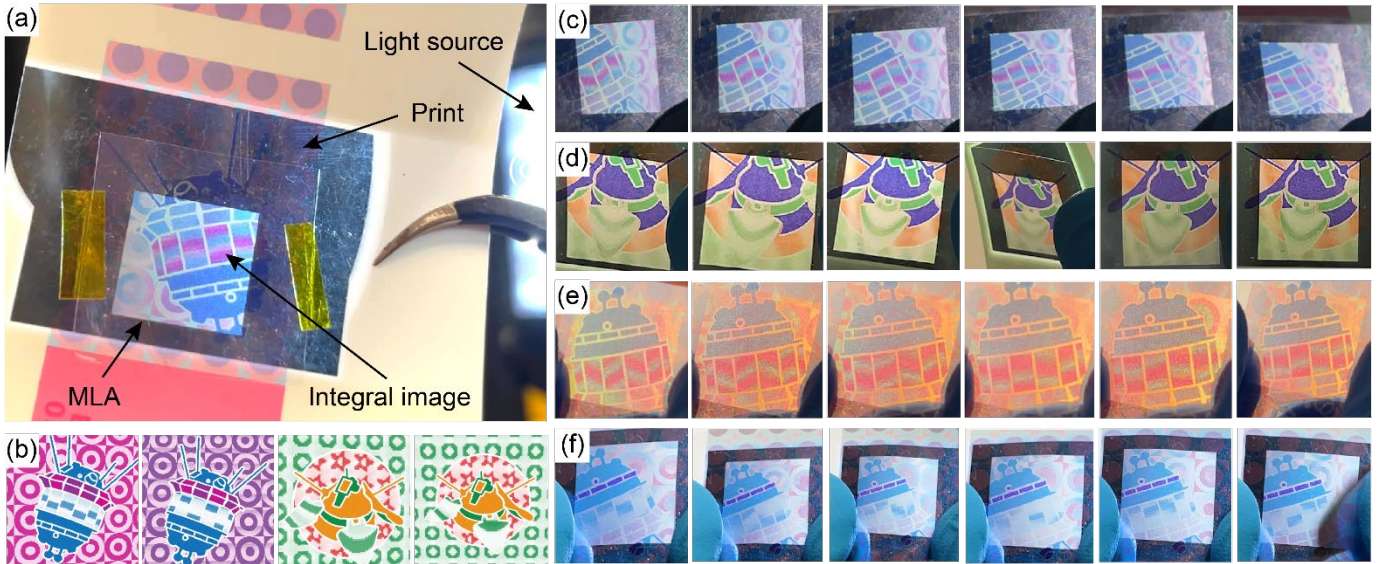 (a)
Light source
Print
MLA
Integral image
(b)
(c)
(d)
(e)
(f)